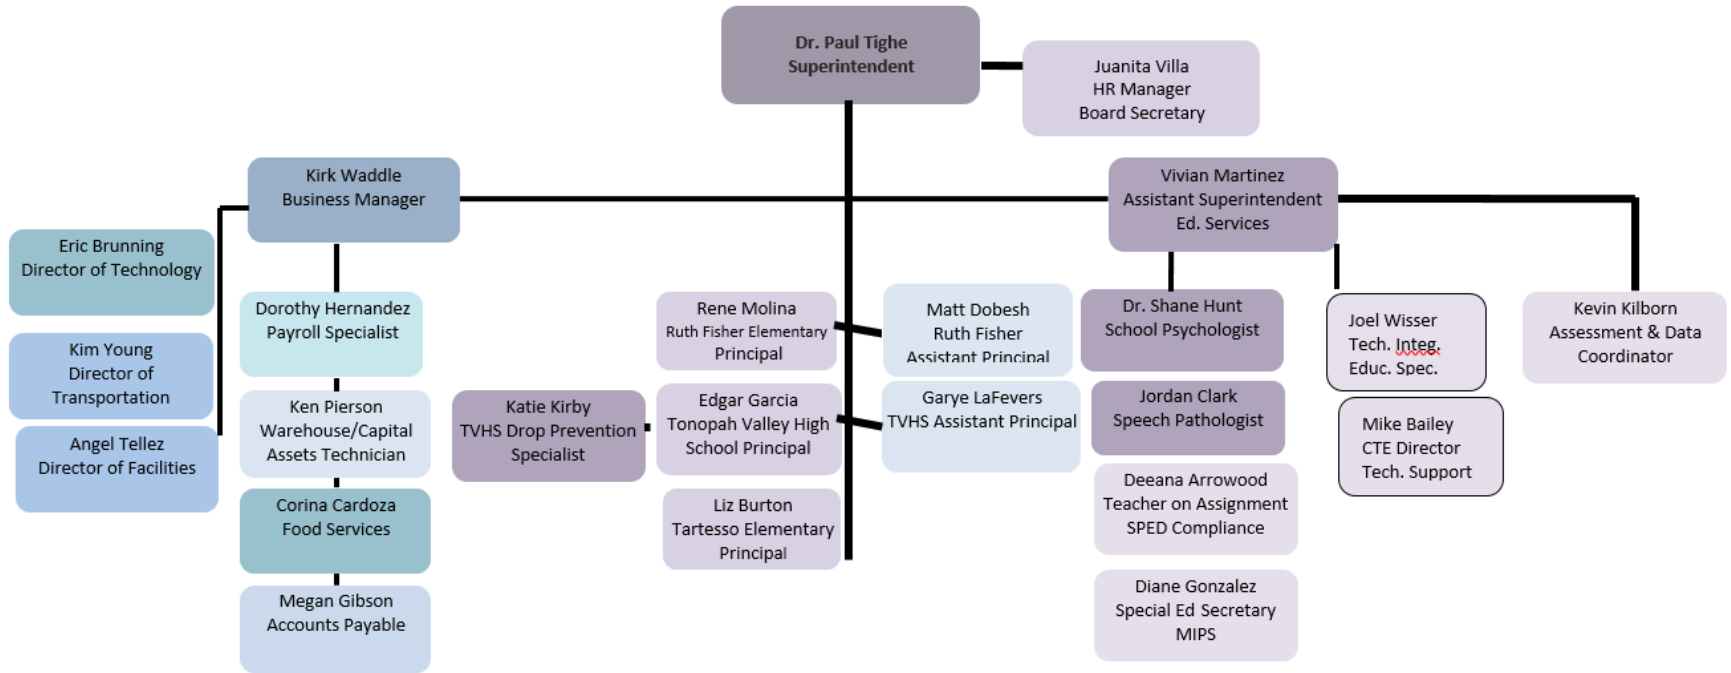 Dr. Paul Tighe
Superintendent
Juanita Villa
HR Manager
Board Secretary
Kirk Waddle
Business Manager
Vivian Martinez
Assistant Superintendent
Ed. Services
Eric Brunning
Director of Technology
Kim Young
Director of
Transportation
Angel Tellez
Director of Facilities
Dorothy Hernandez
Payroll Specialist
Ken Pierson
Warehouse/Capital
Assets Technician
Corina Cardoza
Food Services
Megan Gibson
Accounts Payable
Katie Kirby
TVHS Drop Prevention
Specialist
Rene Molina
Ruth Fisher Elementary
Principal
Edgar Garcia
Tonopah Valley High
School Principal
Liz Burton
Tartesso Elementary
Principal
Matt Dobesh
Ruth Fisher
Assistant Principal
Garye LaFevers
TVHS Assistant Principal
Dr. Shane Hunt
School Psychologist
Jordan Clark
Speech Pathologist
Deeana Arrowood
Teacher on Assignment
SPED Compliance
Diane Gonzalez
Special Ed Secretary
MIPS
Joel Wisser
Tech. Integ.
Educ. Spec.
Mike Bailey
CTE Director
Tech. Support
Kevin Kilborn
Assessment & Data
Coordinator